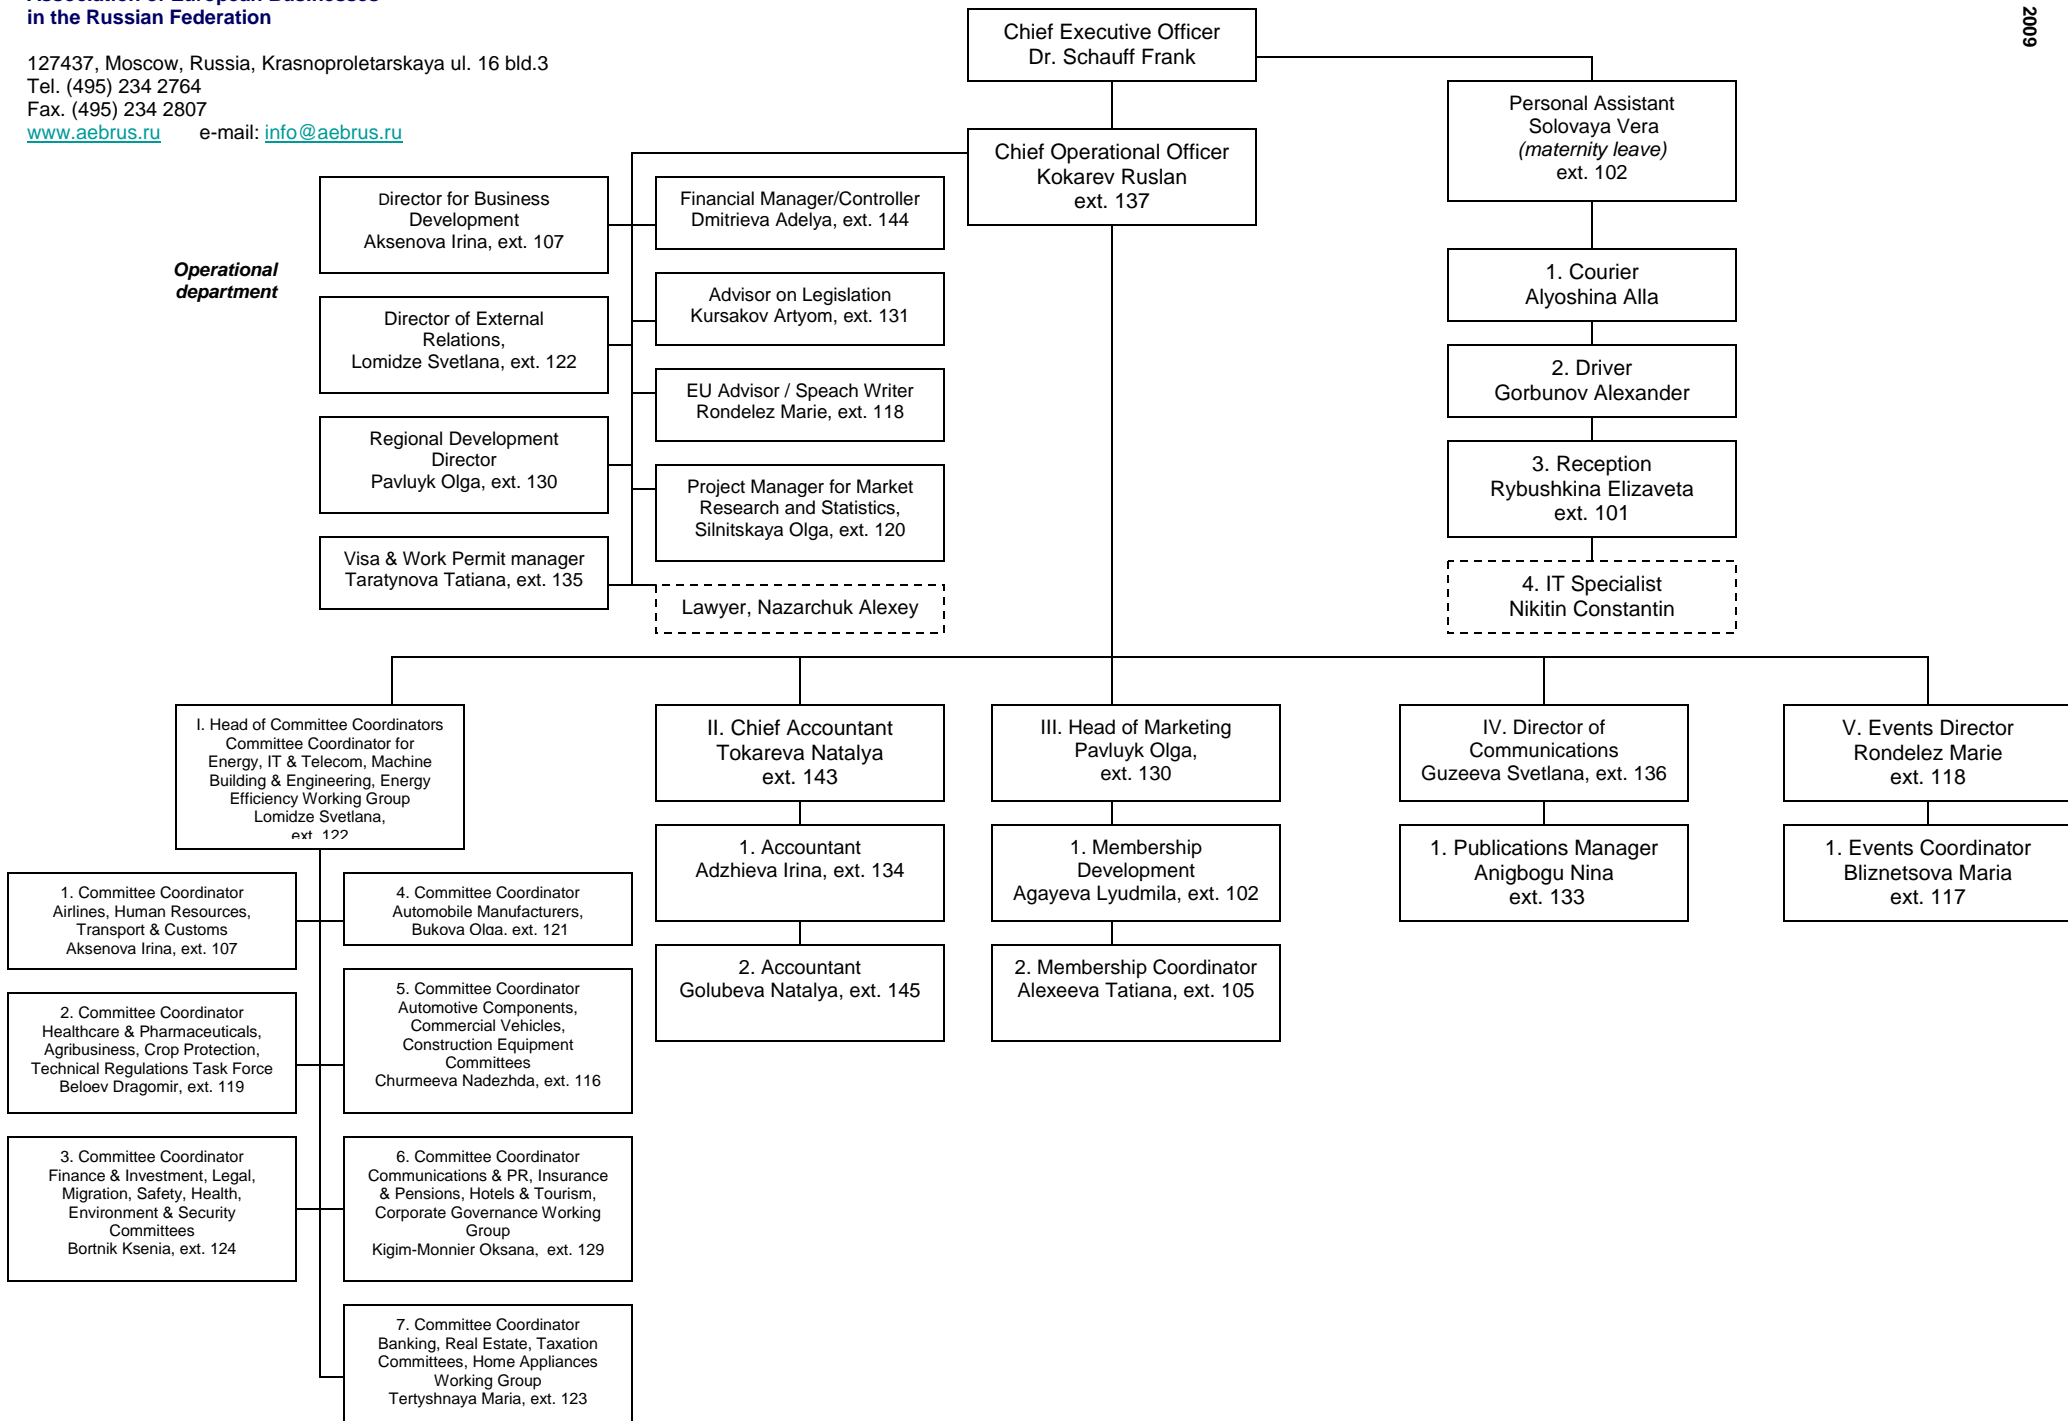 Association of European Businesses
in the Russian Federation
127437, Moscow, Russia, Krasnoproletarskaya ul. 16 bld.3
Tel. (495) 234 2764
Fax. (495) 234 2807
www.aebrus.ru e-mail: info@aebrus.ru
2009
Chief Executive Officer
Dr. Schauff Frank
Personal Assistant
Solovaya Vera
(maternity leave)
ext. 102
Chief Operational Officer
Kokarev Ruslan
ext. 137
Operational
department
Director for Business
Development
Aksenova Irina, ext. 107
Financial Manager/Controller
Dmitrieva Adelya, ext. 144
Director of External
Relations,
Lomidze Svetlana, ext. 122
Advisor on Legislation
Kursakov Artyom, ext. 131
EU Advisor / Speach Writer
Rondelez Marie, ext. 118
Regional Development
Director
Pavluyk Olga, ext. 130
Project Manager for Market
Research and Statistics,
Silnitskaya Olga, ext. 120
Visa & Work Permit manager
Taratynova Tatiana, ext. 135
Lawyer, Nazarchuk Alexey
1. Courier
Alyoshina Alla
2. Driver
Gorbunov Alexander
3. Reception
Rybushkina Elizaveta
ext. 101
4. IT Specialist
Nikitin Constantin
I. Head of Committee Coordinators
Committee Coordinator for
Energy, IT & Telecom, Machine
Building & Engineering, Energy
Efficiency Working Group
Lomidze Svetlana,
ext. 122
II. Chief Accountant
Tokareva Natalya
ext. 143
III. Head of Marketing
Pavluyk Olga,
ext. 130
IV. Director of
Communications
Guzeeva Svetlana, ext. 136
V. Events Director
Rondelez Marie
ext. 118
1. Accountant
Adzhieva Irina, ext. 134
1. Membership
Development
Agayeva Lyudmila, ext. 102
1. Publications Manager
Anigbogu Nina
ext. 133
1. Events Coordinator
Bliznetsova Maria
ext. 117
2. Accountant
Golubeva Natalya, ext. 145
2. Membership Coordinator
Alexeeva Tatiana, ext. 105
1. Committee Coordinator
Airlines, Human Resources,
Transport & Customs
Aksenova Irina, ext. 107
4. Committee Coordinator
Automobile Manufacturers,
Bukova Olga, ext. 121
2. Committee Coordinator
Healthcare & Pharmaceuticals,
Agribusiness, Crop Protection,
Technical Regulations Task Force
Beloev Dragomir, ext. 119
5. Committee Coordinator
Automotive Components,
Commercial Vehicles,
Construction Equipment
Committees
Churmeeva Nadezhda, ext. 116
3. Committee Coordinator
Finance & Investment, Legal,
Migration, Safety, Health,
Environment & Security
Committees
Bortnik Ksenia, ext. 124
6. Committee Coordinator
Communications & PR, Insurance
& Pensions, Hotels & Tourism,
Corporate Governance Working
Group
Kigim-Monnier Oksana, ext. 129
7. Committee Coordinator
Banking, Real Estate, Taxation
Committees, Home Appliances
Working Group
Tertyshnaya Maria, ext. 123